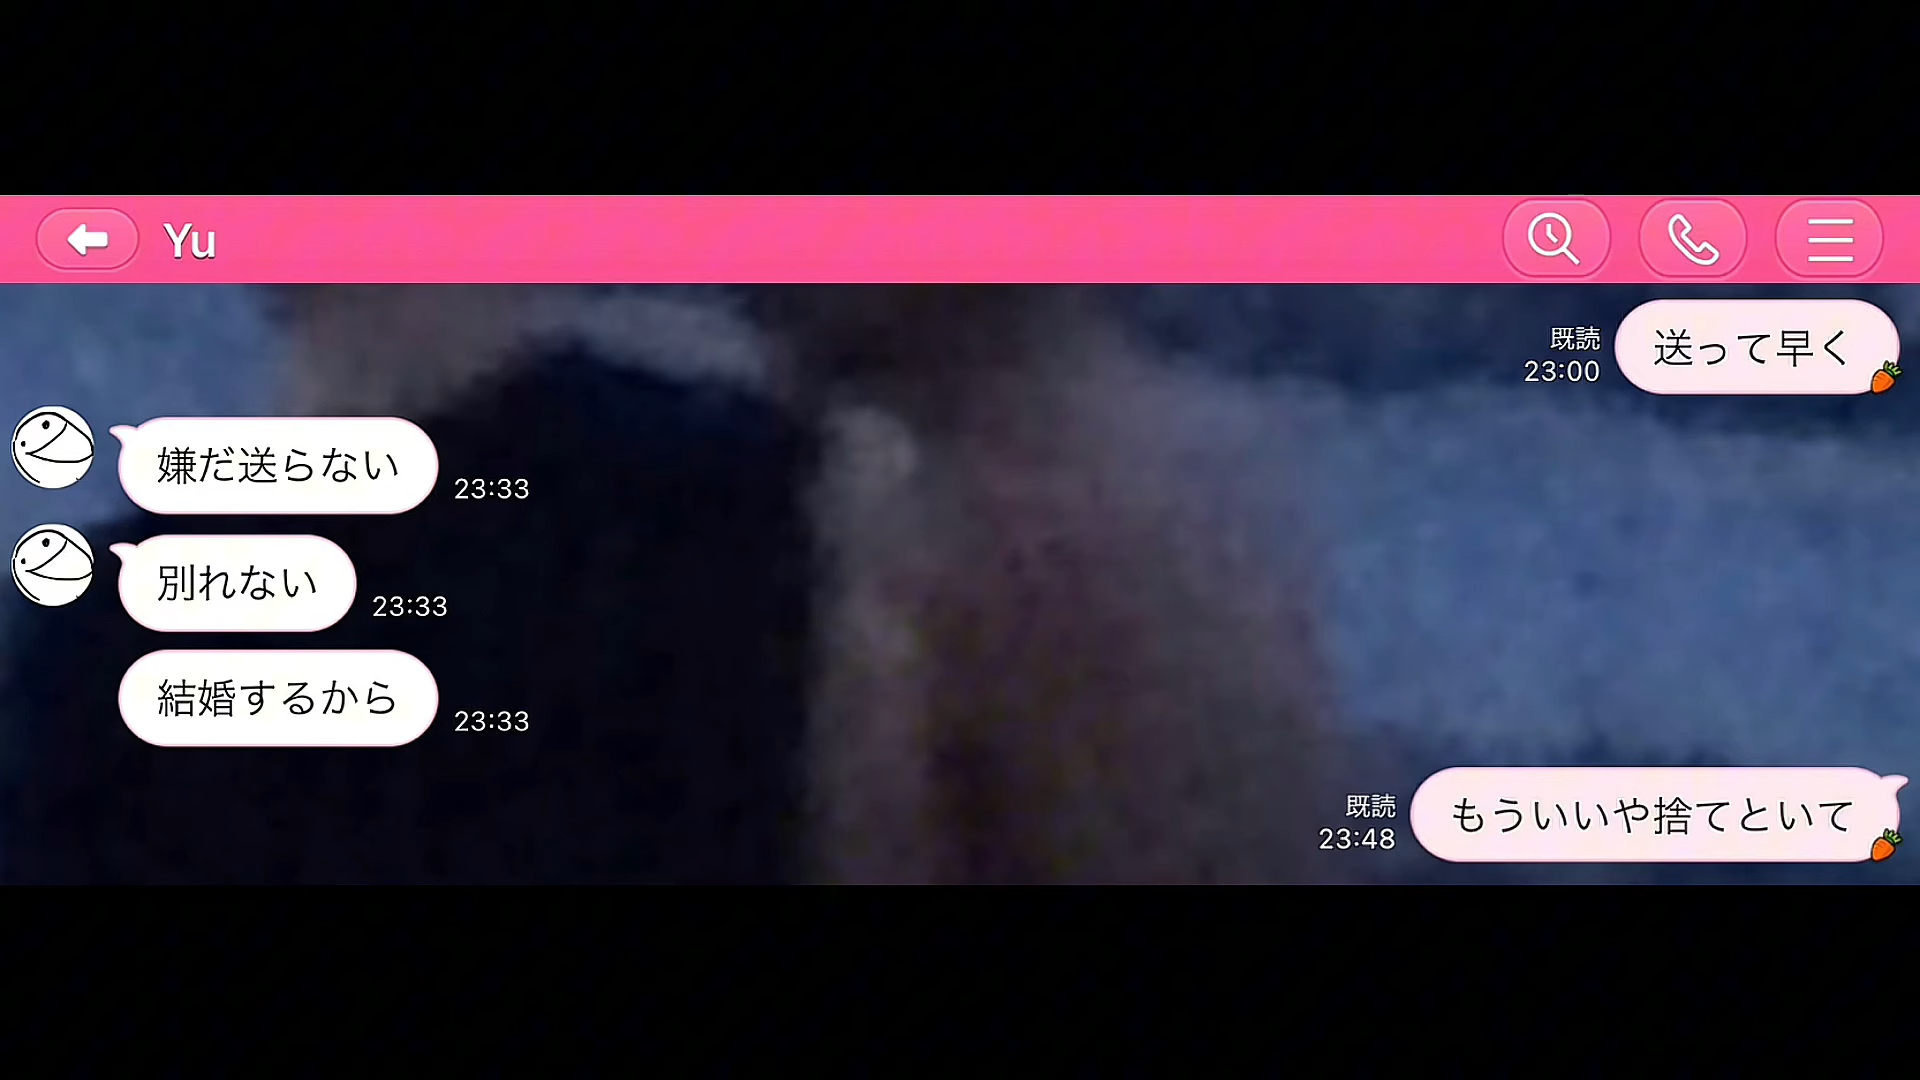 Yu
送って早く
既読
23:00
嫌だ送らない
23:33
別れない
23:33
結婚するから
23:33
もういいや捨てといて
既読
23:48